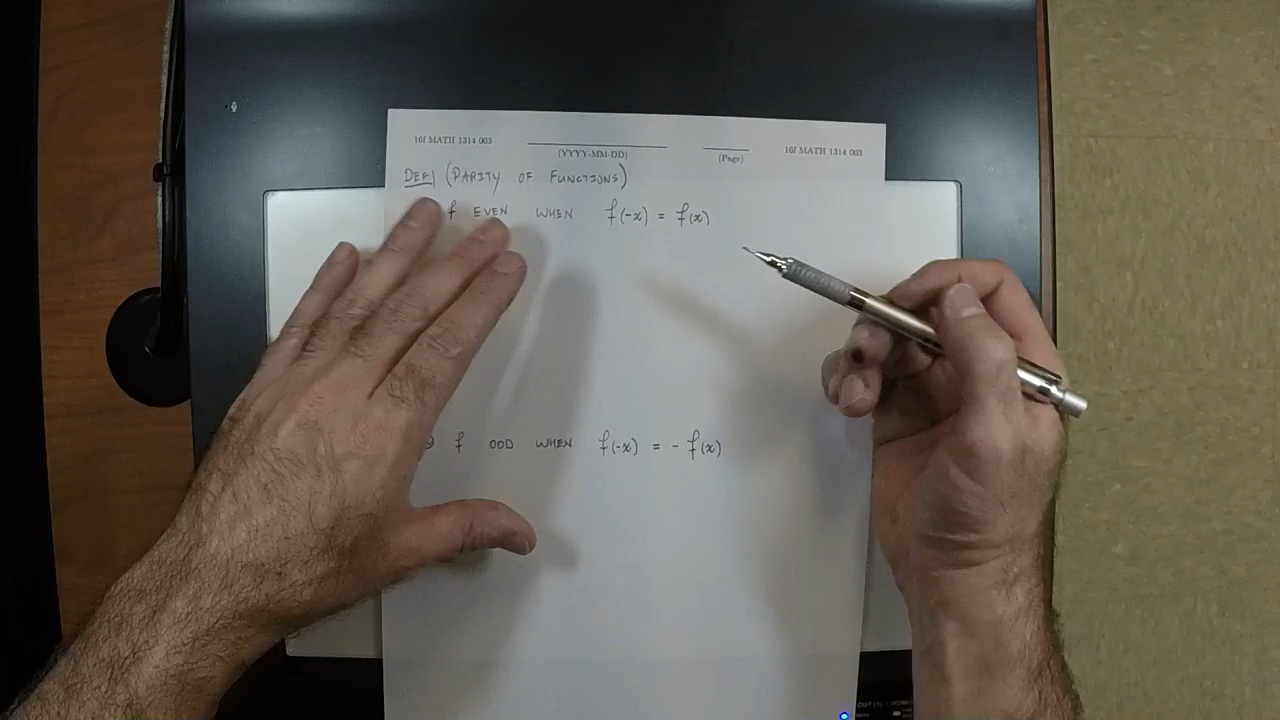 16f MATH 1314 003 (YYYY-MM-DD) (Page) 16f MATH 1314 003
DEF| (PARITY OF FUNCTIONS)
f EVEN WHEN f(-x) = f(x)
f ODD WHEN f(-x) = - f(x)